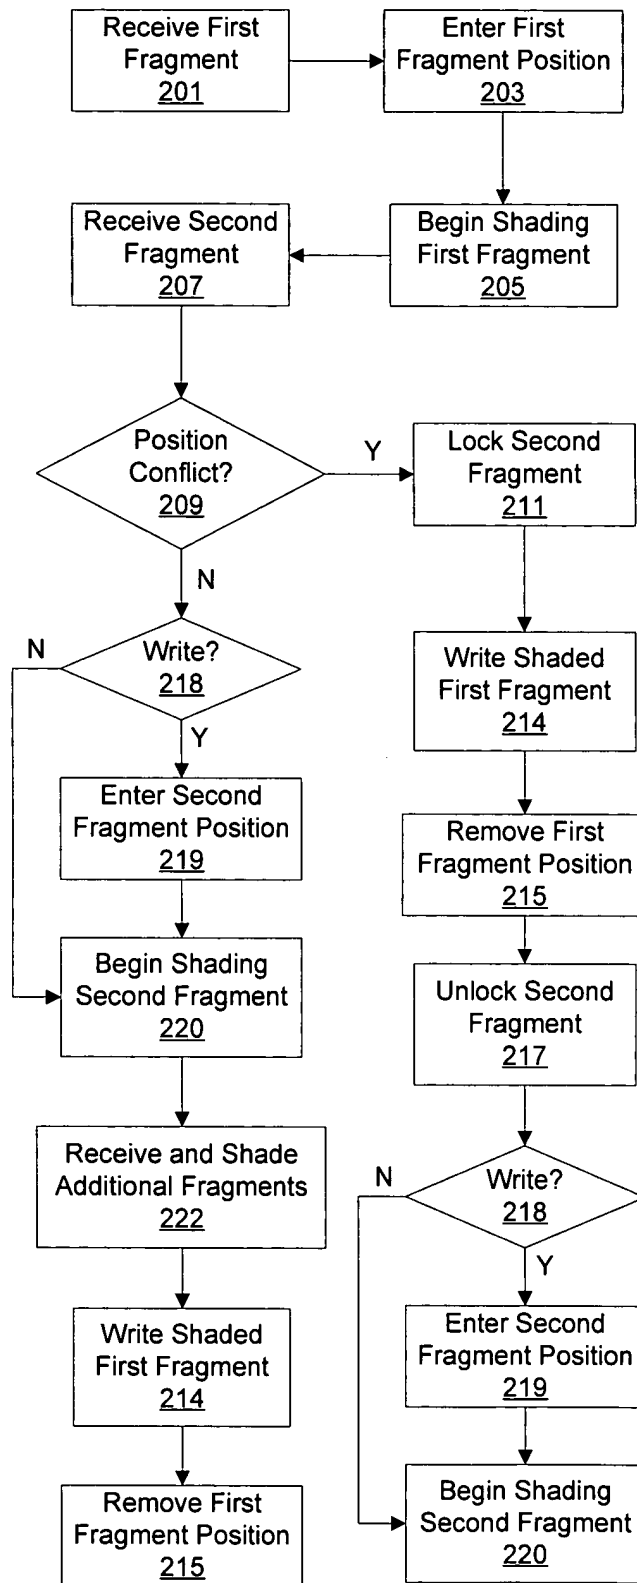 Receive First
Fragment
201
Enter First
Fragment Position
203
Receive Second
Fragment
207
Begin Shading
First Fragment
205
Position
Conflict?
209
Y
Lock Second
Fragment
211
N
Write?
218
N
Y
Write Shaded
First Fragment
214
Enter Second
Fragment Position
219
Remove First
Fragment Position
215
Begin Shading
Second Fragment
220
Unlock Second
Fragment
217
Receive and Shade
Additional Fragments
222
N
Write?
218
Y
Write Shaded
First Fragment
214
Enter Second
Fragment Position
219
Remove First
Fragment Position
215
Begin Shading
Second Fragment
220